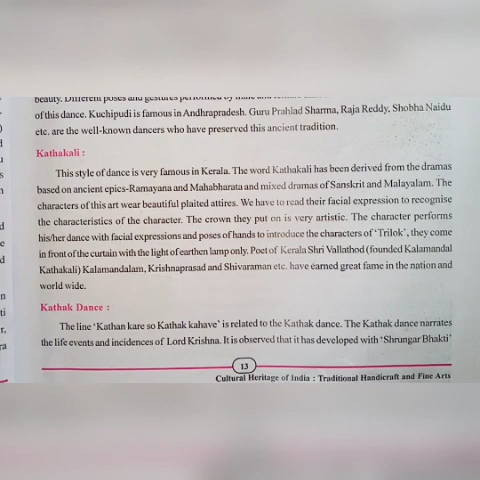 beauty. Different poses and gestures performed by
of this dance. Kuchipudi is famous in Andhrapradesh. Guru Prahlad Sharma, Raja Reddy, Shobha Naidu
etc. are the well-known dancers who have preserved this ancient tradition.
Kathakali :
This style of dance is very famous in Kerala. The word Kathakali has been derived from the dramas
based on ancient epics-Ramayana and Mahabharata and mixed dramas of Sanskrit and Malayalam. The
characters of this art wear beautiful plaited attires. We have to read their facial expression to recognise
the characteristics of the character. The crown they put on is very artistic. The character performs
his/her dance with facial expressions and poses of hands to introduce the characters of 'Trilok', they come
in front of the curtain with the light of earthen lamp only. Poet of Kerala Shri Vallathod (founded Kalamandal
Kathakali) Kalamandalam, Krishnaprasad and Shivaraman etc. have earned great fame in the nation and
world wide.
Kathak Dance :
The line 'Kathan kare so Kathak kahave' is related to the Kathak dance. The Kathak dance narrates
the life events and incidences of Lord Krishna. It is observed that it has developed with 'Shrungar Bhakti'
13
Cultural Heritage of India : Traditional Handicraft and Fine Arts